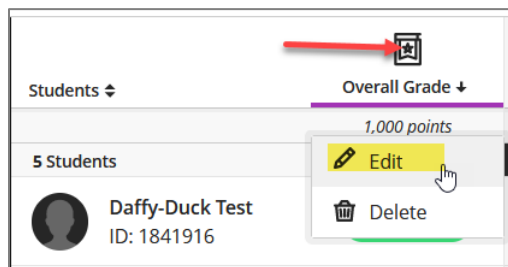 Students
Overall Grade
1,000 points
5 Students
Edit
Daffy-Duck Test
Delete
ID: 1841916